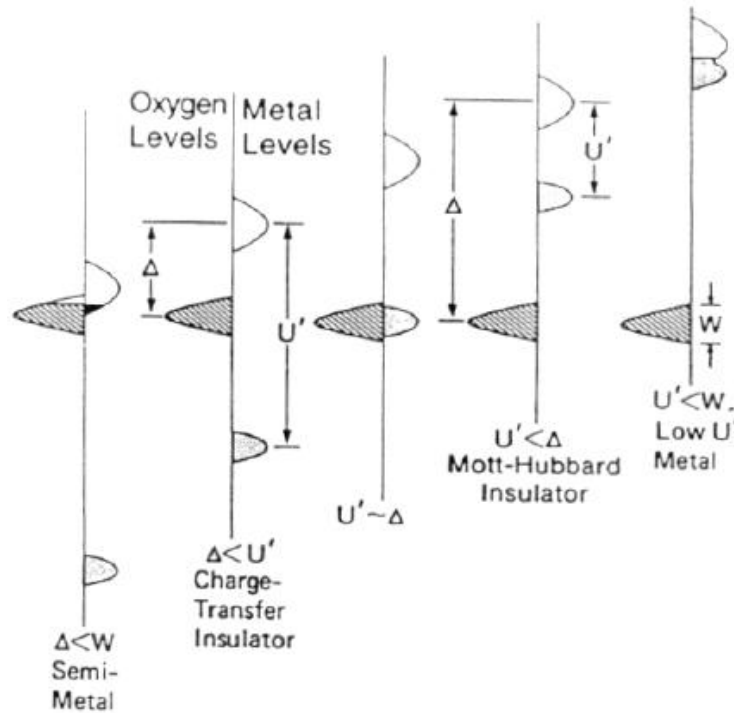 Oxygen Metal
Levels Levels
Δ
U'
Δ
U'
W
Δ<W
Semi-
Metal
Δ<U'
Charge-
Transfer
Insulator
U'~Δ
U'<Δ
Mott-Hubbard
Insulator
U'<W,
Low U'
Metal